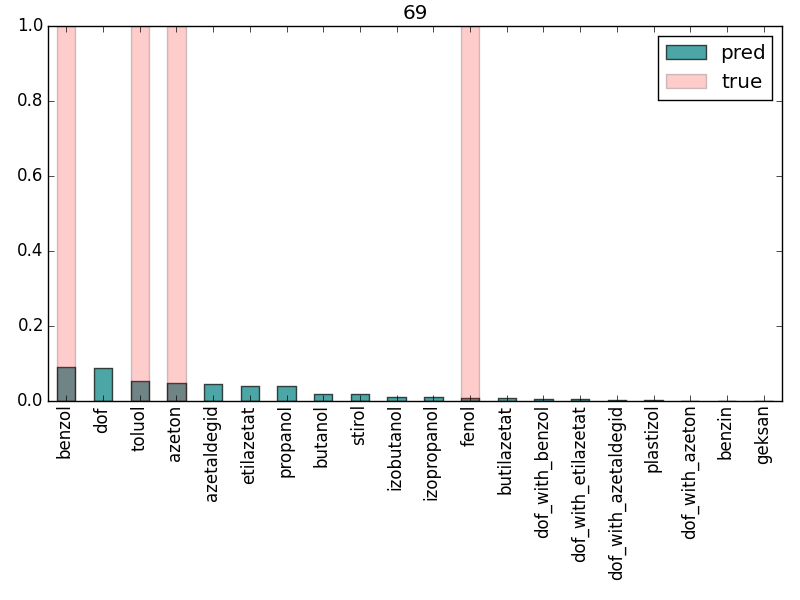 69
1.0
0.8
0.6
0.4
0.2
0.0
pred
true
benzol
dof
toluol
azeton
azetaldegid
etilazetat
propanol
butanol
stirol
izobutanol
izopropanol
fenol
butilazetat
dof_with_benzol
dof_with_etilazetat
dof_with_azetaldegid
plastizol
dof_with_azeton
benzin
geksan